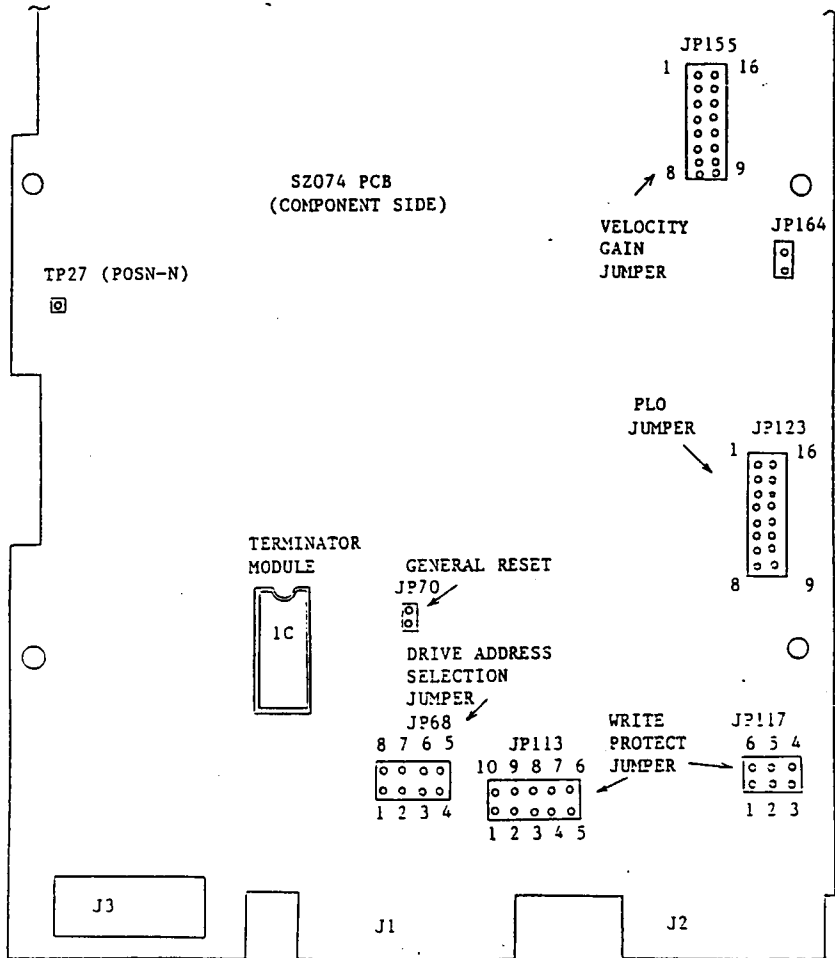 JP155
1 16
8 9
SZ074 PCB
(COMPONENT SIDE)
VELOCITY
GAIN
JUMPER
JP164
TP27 (POSN-N)
PLO
JUMPER
JP123
1 16
8 9
TERMINATOR
MODULE
1C
GENERAL RESET
JP70
DRIVE ADDRESS
SELECTION
JUMPER
JP68
8 7 6 5
1 2 3 4
JP113
10 9 8 7 6
1 2 3 4 5
WRITE
PROTECT
JUMPER
JP117
6 5 4
1 2 3
J3
J1
J2